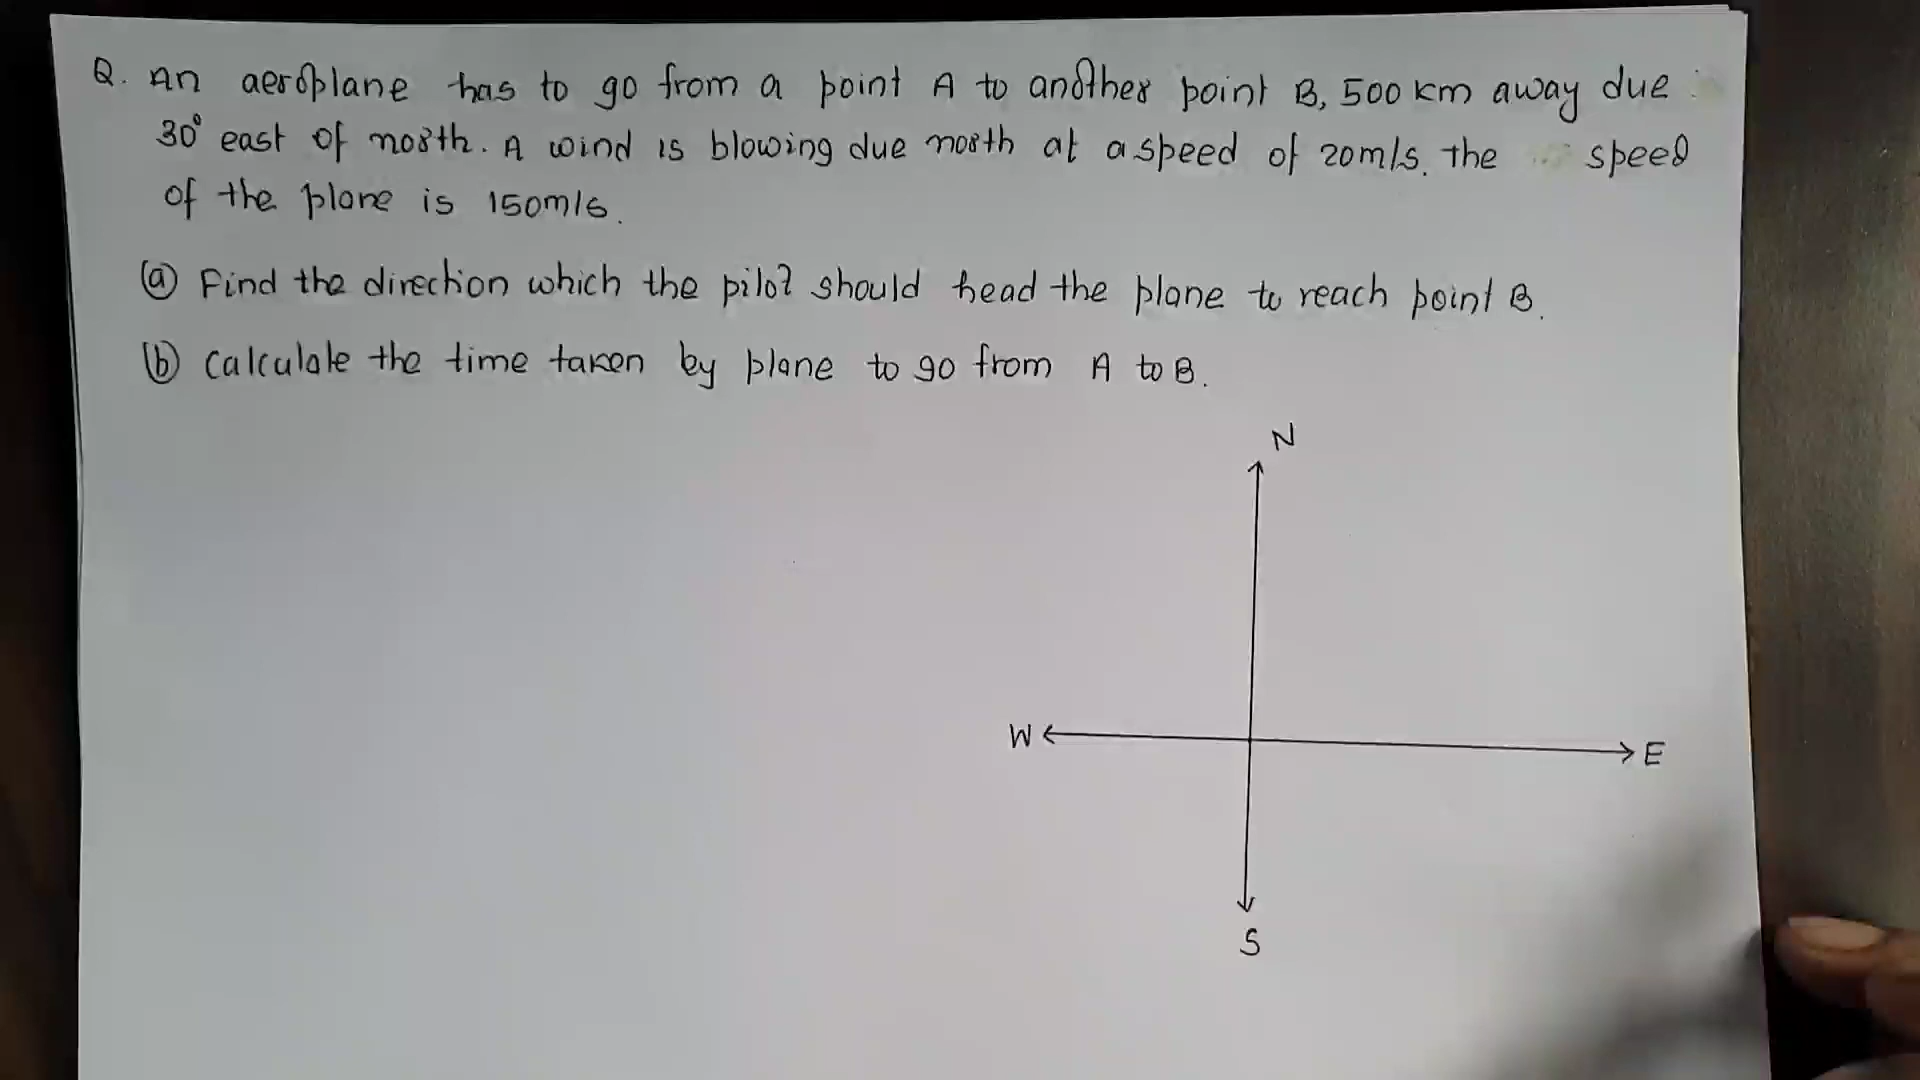 Q. An aeroplane has to go from a point A to another point B, 500 km away due
30° east of north. A wind is blowing due north at a speed of 20m/s. the speed
of the plane is 150m/s.
(a) Find the direction which the pilot should head the plane to reach point B.
(b) Calculate the time taken by plane to go from A to B.
N
W
E
S